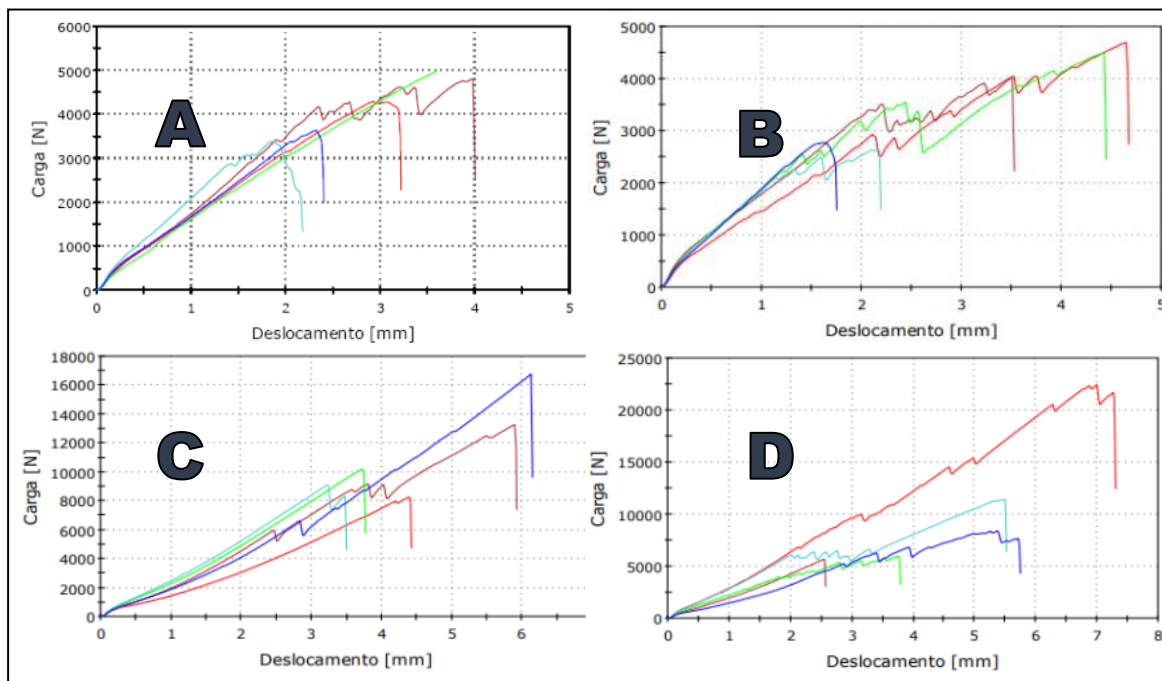 6000
5000
4000
3000
2000
1000
0
0 1 2 3 4 5
Carga [N]
Deslocamento [mm]
A
5000
4000
3000
2000
1000
0
0 1 2 3 4 5
Carga [N]
Deslocamento [mm]
B
18000
16000
14000
12000
10000
8000
6000
4000
2000
0
0 1 2 3 4 5 6
Carga [N]
Deslocamento [mm]
C
25000
20000
15000
10000
5000
0
0 1 2 3 4 5 6 7 8
Carga [N]
Deslocamento [mm]
D